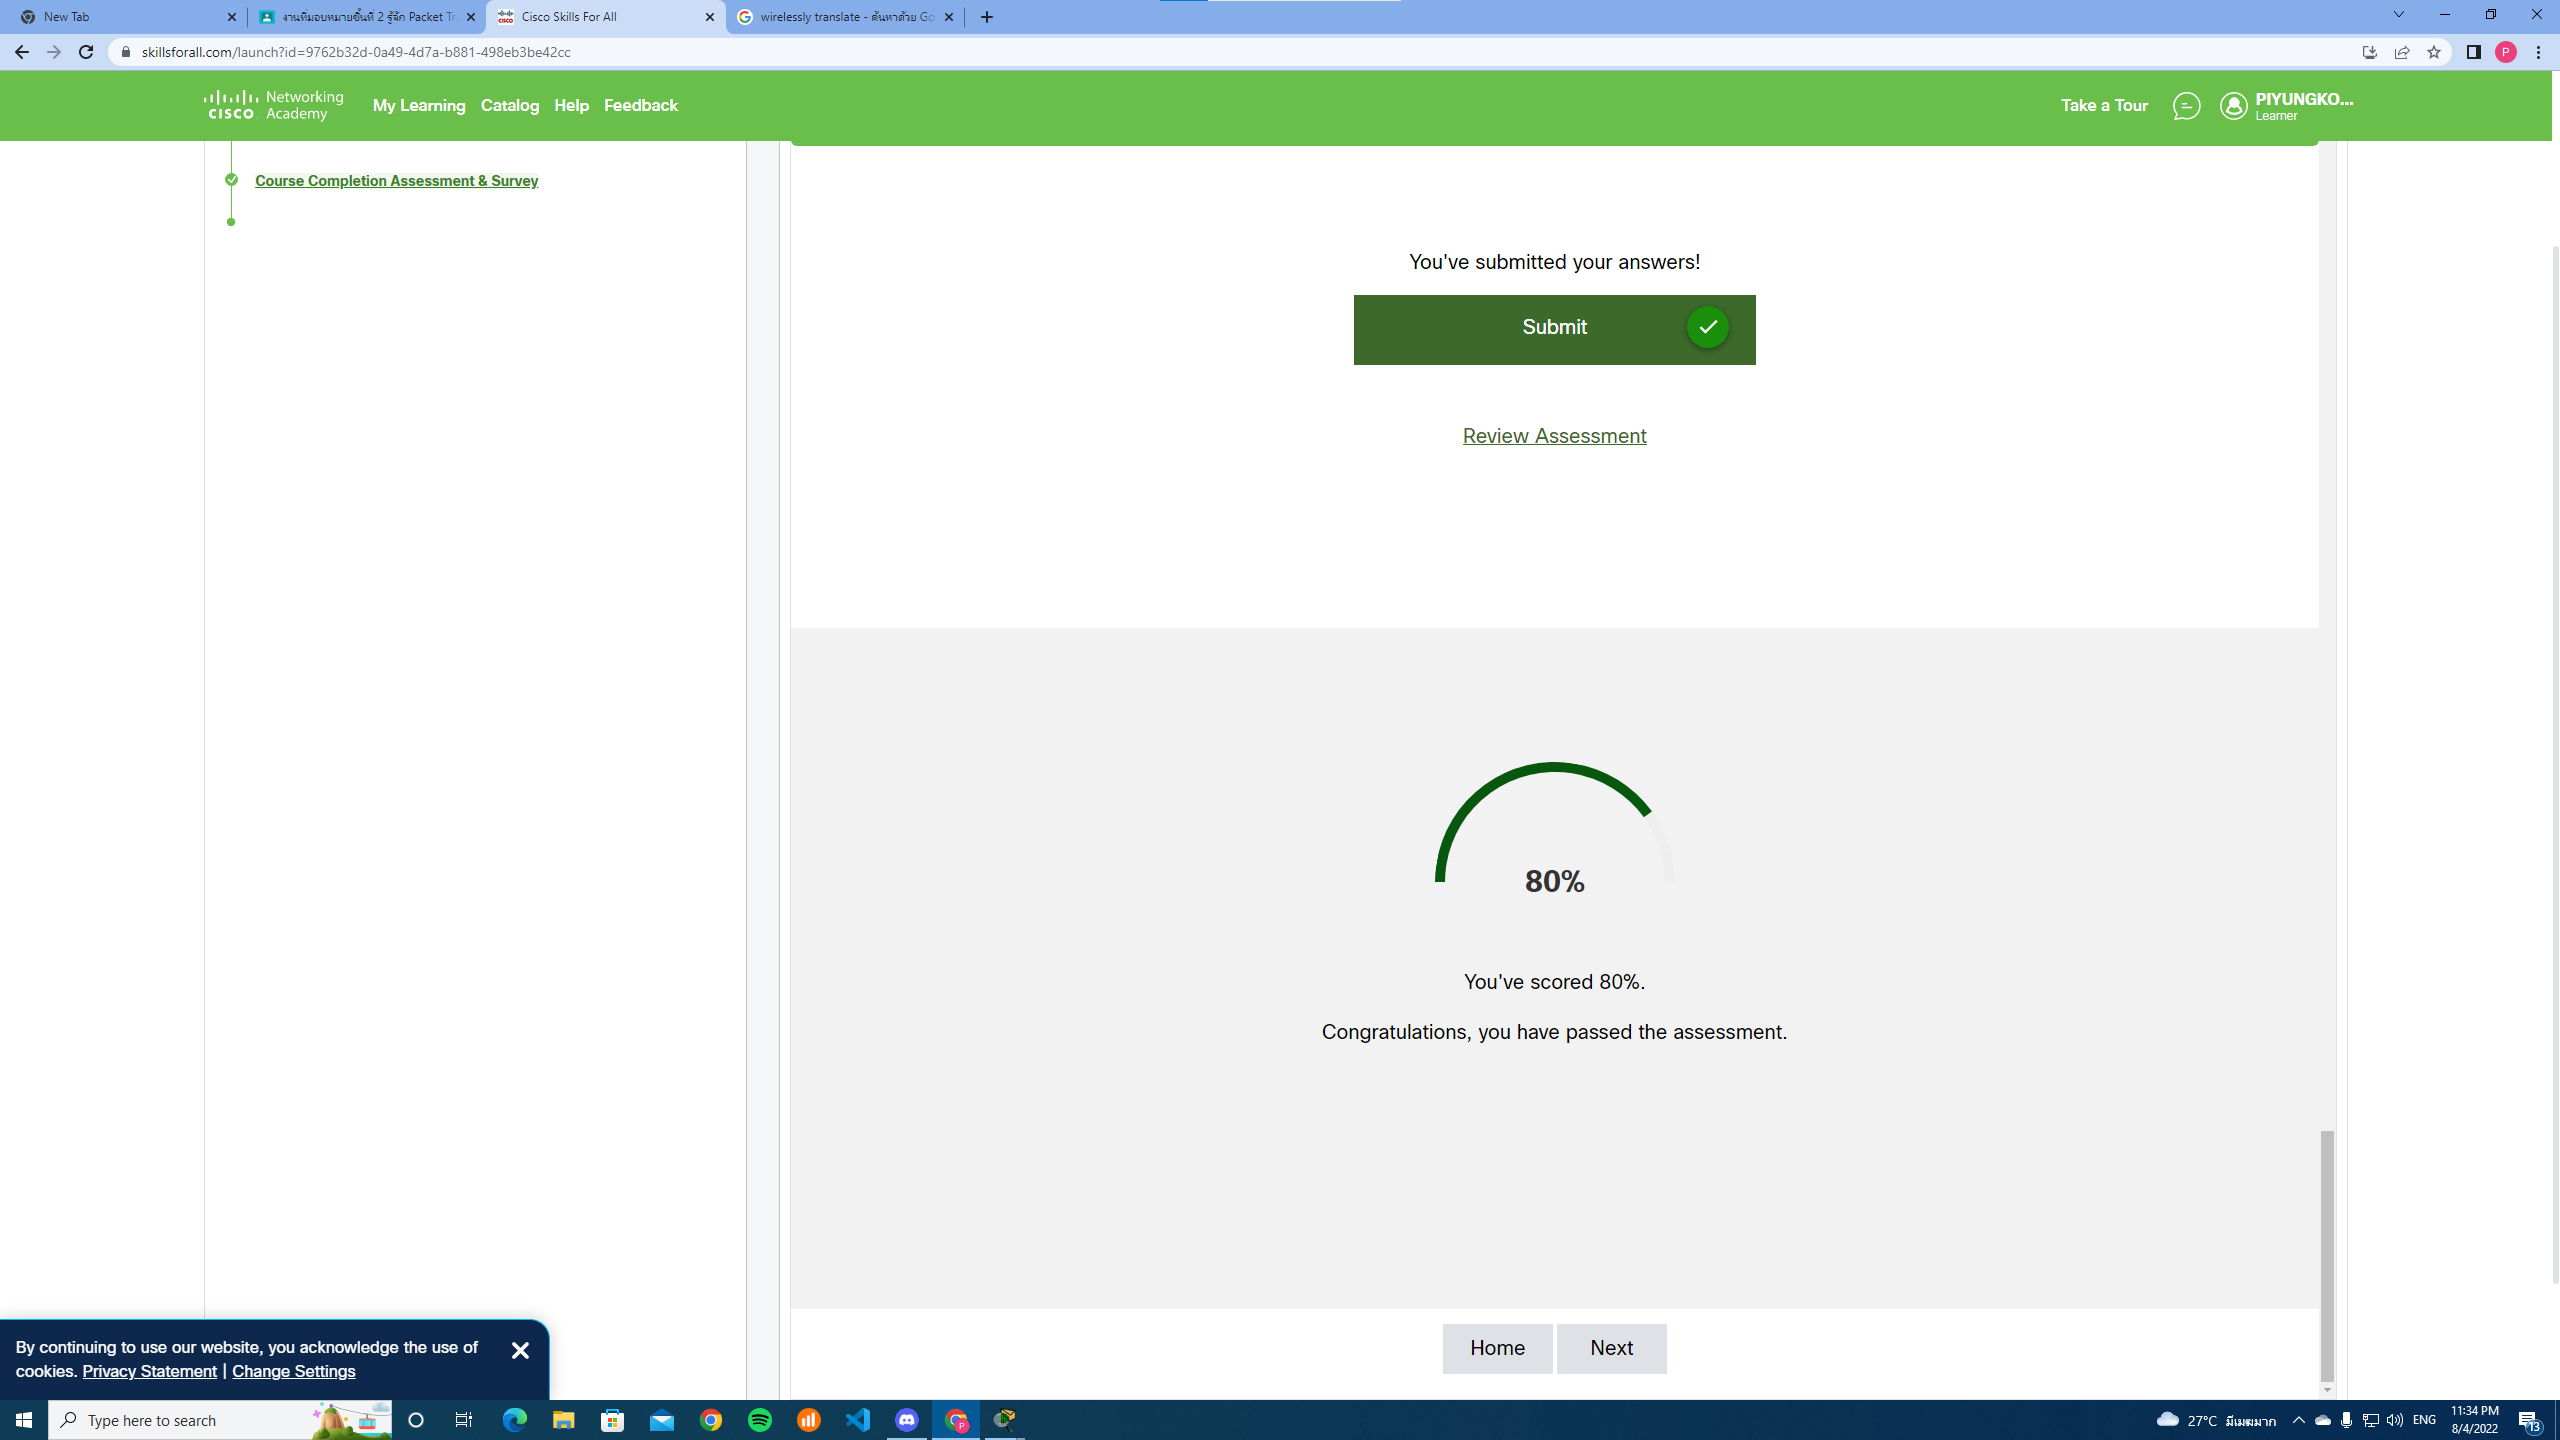 New Tab
งานที่มอบหมายชิ้นที่ 2 รู้จัก Packet Tr
Cisco Skills For All
wirelessly translate - ค้นหาด้วย Go
skillsforall.com/launch?id=9762b32d-0a49-4d7a-b881-498eb3be42cc
P
CISCO Networking Academy
My Learning
Catalog
Help
Feedback
Take a Tour
PIYUNGKO...
Learner
Course Completion Assessment & Survey
You've submitted your answers!
Submit
Review Assessment
80%
You've scored 80%.
Congratulations, you have passed the assessment.
Home
Next
By continuing to use our website, you acknowledge the use of
cookies. Privacy Statement | Change Settings
Type here to search
27°C มีเมฆมาก
ENG
11:34 PM
8/4/2022
13